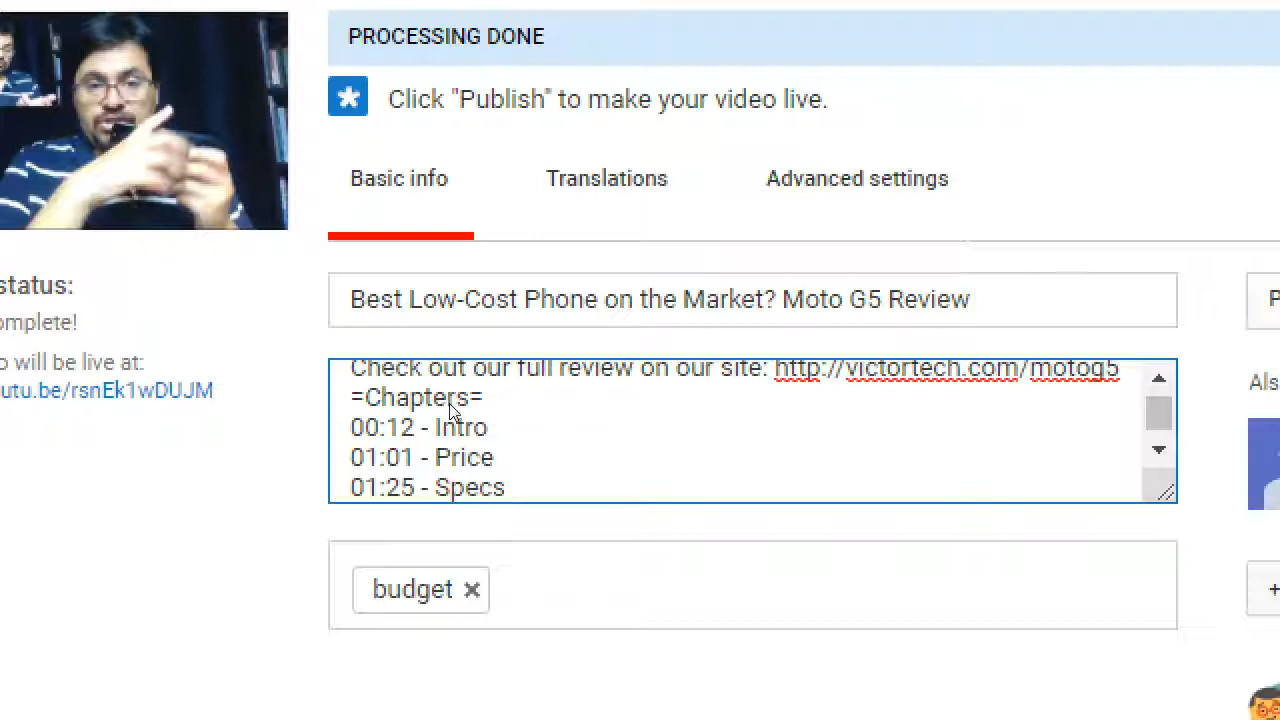 PROCESSING DONE
Click "Publish" to make your video live.
Basic info Translations Advanced settings
status:
omplete!
o will be live at:
utu.be/rsnEk1wDUJM
Best Low-Cost Phone on the Market? Moto G5 Review
Check out our full review on our site: http://victortech.com/motog5
=Chapters=
00:12 - Intro
01:01 - Price
01:25 - Specs
budget
P
Als
+